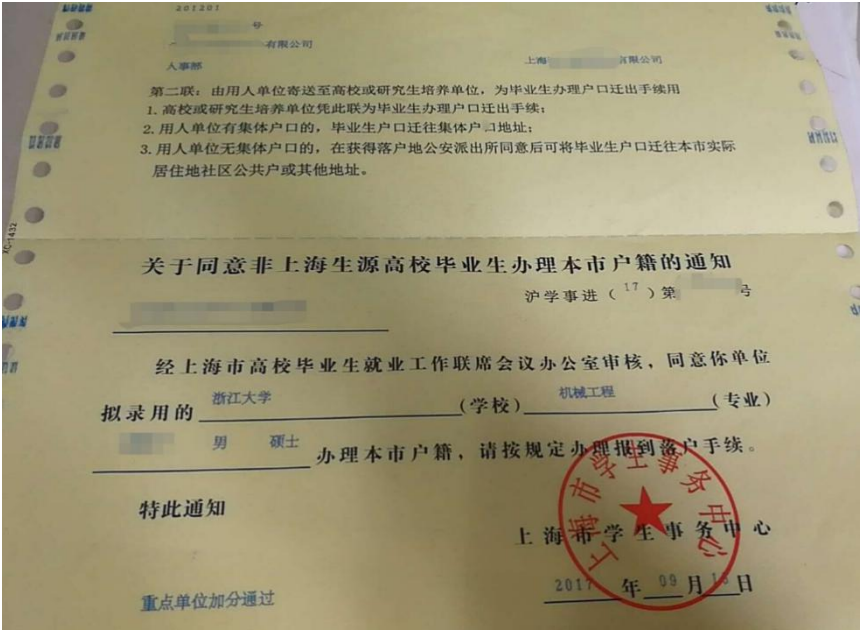 201201
号
有限公司
人事部
上海 有限公司
第二联：由用人单位寄送至高校或研究生培养单位，为毕业生办理户口迁出手续用
1. 高校或研究生培养单位凭此联为毕业生办理户口迁出手续；
2. 用人单位有集体户口的，毕业生户口迁往集体户口地址；
3. 用人单位无集体户口的，在获得落户地公安派出所同意后可将毕业生户口迁往本市实际
居住地社区公共户或其他地址。
XC-1432
关于同意非上海生源高校毕业生办理本市户籍的通知
沪学事进（17）第 号
经上海市高校毕业生就业工作联席会议办公室审核，同意你单位
拟录用的 浙江大学 (学校) 机械工程 (专业)
男 硕士 办理本市户籍，请按规定办理报到落户手续。
特此通知
上海市学生事务中心
上海市学生事务中心
2017 年 09 月 日
重点单位加分通过